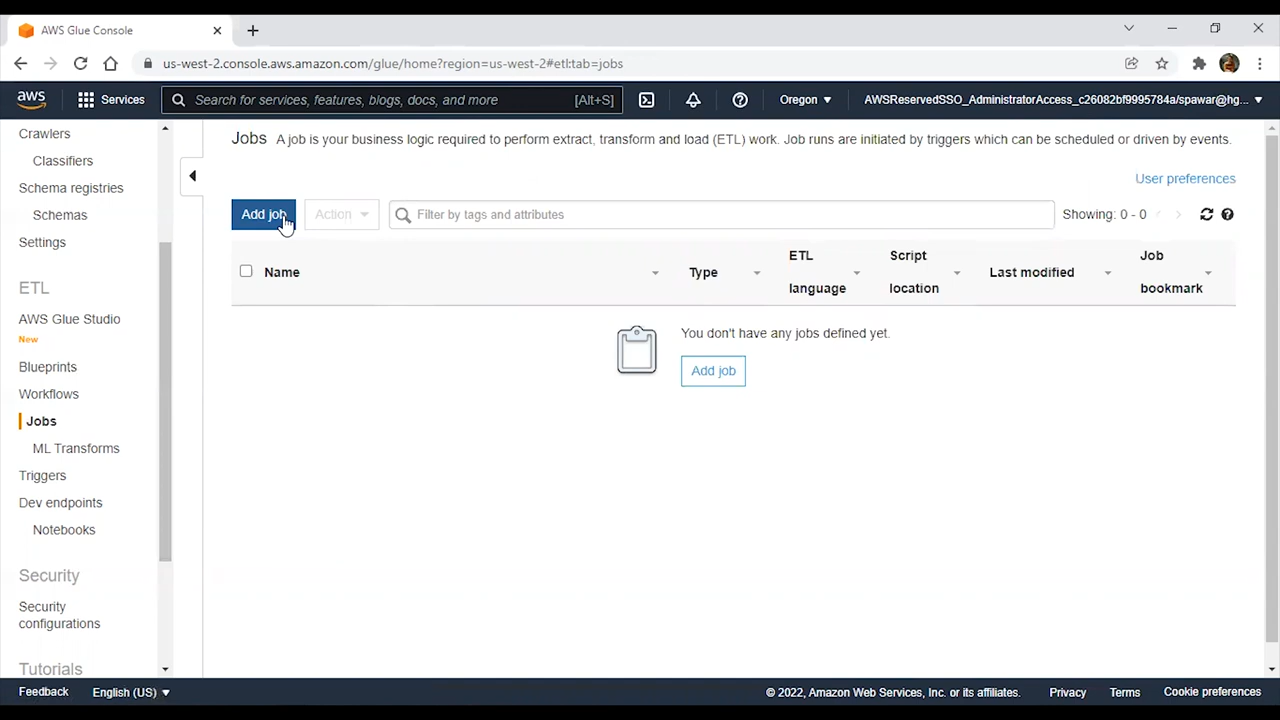 AWS Glue Console
us-west-2.console.aws.amazon.com/glue/home?region=us-west-2#etl:tab=jobs
aws
Services
Search for services, features, blogs, docs, and more
[Alt+S]
Oregon
AWSReservedSSO_AdministratorAccess_c26082bf9995784a/spawar@hg...
Crawlers
Classifiers
Schema registries
Schemas
Settings
ETL
AWS Glue Studio
New
Blueprints
Workflows
Jobs
ML Transforms
Triggers
Dev endpoints
Notebooks
Security
Security
configurations
Tutorials
Jobs A job is your business logic required to perform extract, transform and load (ETL) work. Job runs are initiated by triggers which can be scheduled or driven by events.
User preferences
Add job
Action
Filter by tags and attributes
Showing: 0 - 0
Name
Type
ETL
language
Script
location
Last modified
Job
bookmark
You don't have any jobs defined yet.
Add job
Feedback
English (US)
© 2022, Amazon Web Services, Inc. or its affiliates.
Privacy
Terms
Cookie preferences